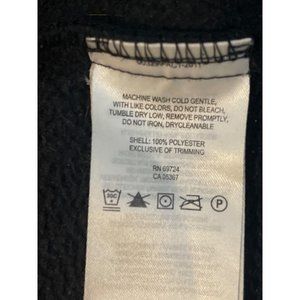 MACHINE WASH COLD GENTLE,
WITH LIKE COLORS, DO NOT BLEACH,
TUMBLE DRY LOW, REMOVE PROMPTLY,
DO NOT IRON, DRYCLEANABLE
SHELL: 100% POLYESTER
EXCLUSIVE OF TRIMMING
RN 69724
CA 05367
P